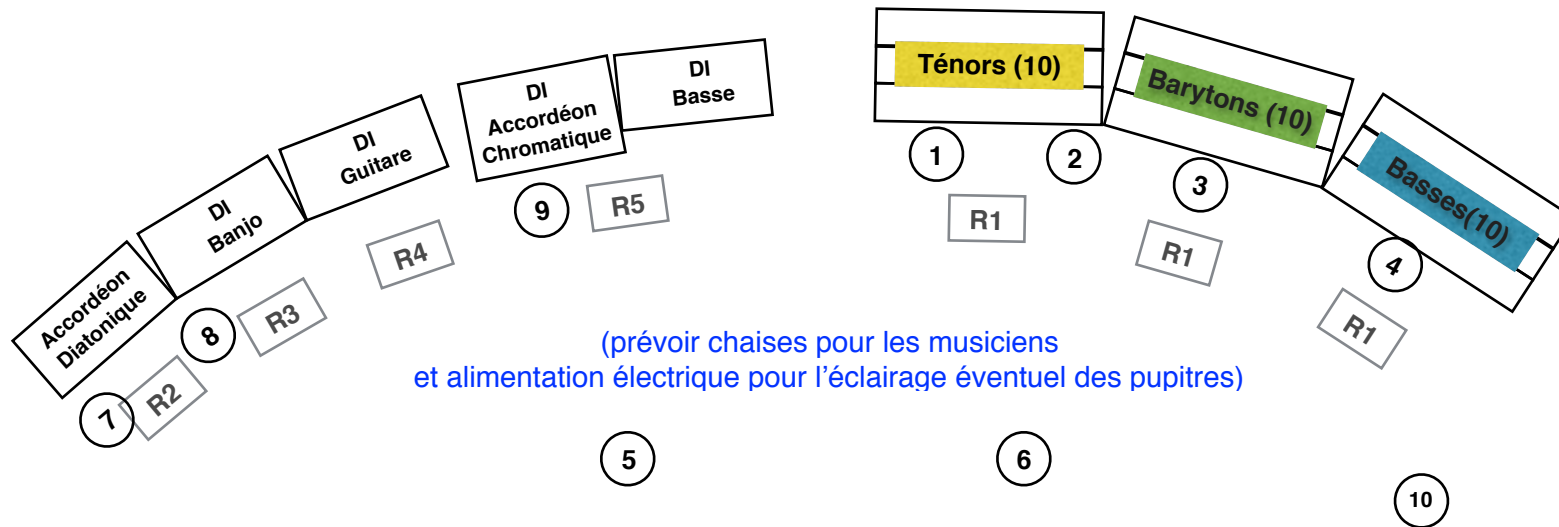 Ténors (10)
Barytons (10)
Basses(10)
DI
Basse
DI
Accordéon
Chromatique
DI
Guitare
DI
Banjo
Accordéon
Diatonique
1
2
3
4
9
R5
R1
R1
R1
R4
R3
8
R2
7
(prévoir chaises pour les musiciens
et alimentation électrique pour l’éclairage éventuel des pupitres)
5
6
10